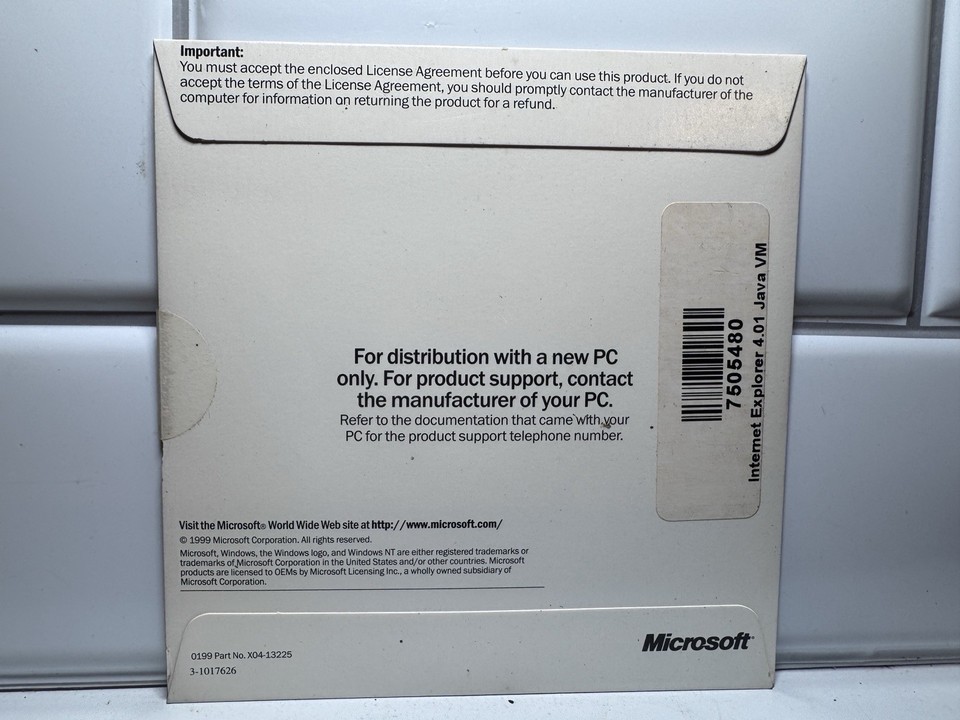 Important:
You must accept the enclosed License Agreement before you can use this product. If you do not
accept the terms of the License Agreement, you should promptly contact the manufacturer of the
computer for information on returning the product for a refund.
For distribution with a new PC
only. For product support, contact
the manufacturer of your PC.
Refer to the documentation that came with your
PC for the product support telephone number.
7505480
Internet Explorer 4.01 Java VM
Visit the Microsoft® World Wide Web site at http://www.microsoft.com/
© 1999 Microsoft Corporation. All rights reserved.
Microsoft, Windows, the Windows logo, and Windows NT are either registered trademarks or
trademarks of Microsoft Corporation in the United States and/or other countries. Microsoft
products are licensed to OEMs by Microsoft Licensing Inc., a wholly owned subsidiary of
Microsoft Corporation.
0199 Part No. X04-13225
3-1017626
Microsoft®